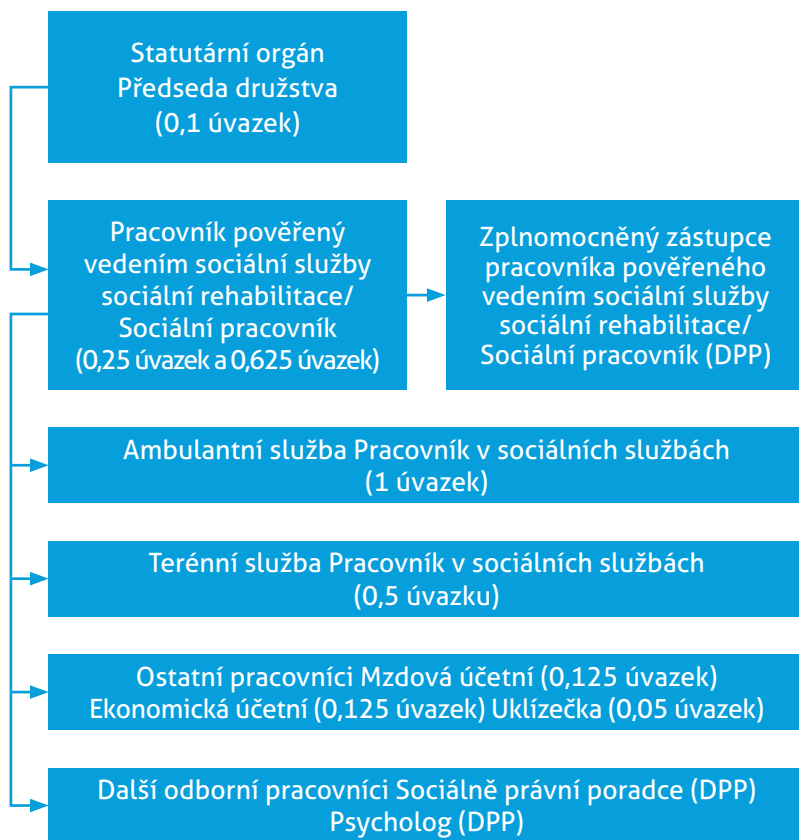 Statutární orgán
Předseda družstva
(0,1 úvazek)
Pracovník pověřený
vedením sociální služby
sociální rehabilitace/
Sociální pracovník
(0,25 úvazek a 0,625 úvazek)
Zplnomocněný zástupce
pracovníka pověřeného
vedením sociální služby
sociální rehabilitace/
Sociální pracovník (DPP)
Ambulantní služba Pracovník v sociálních službách
(1 úvazek)
Terénní služba Pracovník v sociálních službách
(0,5 úvazku)
Ostatní pracovníci Mzdová účetní (0,125 úvazek)
Ekonomická účetní (0,125 úvazek) Uklízečka (0,05 úvazek)
Další odborní pracovníci Sociálně právní poradce (DPP)
Psycholog (DPP)